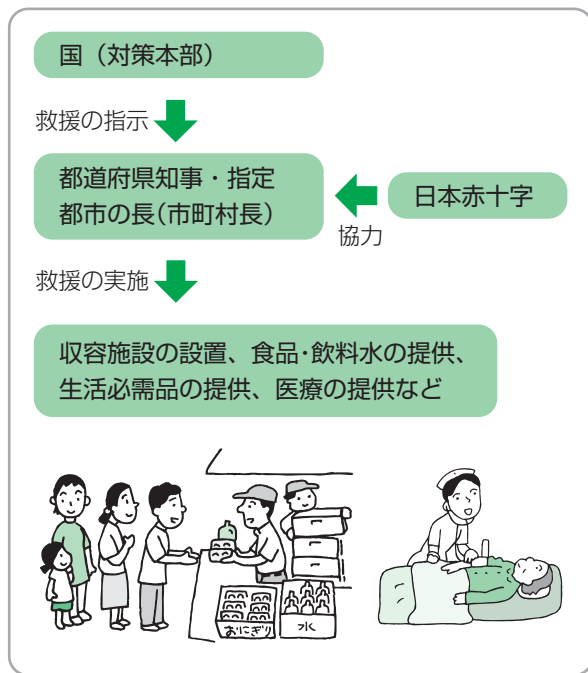 国（対策本部）
救援の指示
都道府県知事・指定
都市の長（市町村長）
日本赤十字
協力
救援の実施
収容施設の設置、食品・飲料水の提供、
生活必需品の提供、医療の提供など
おにぎり
水